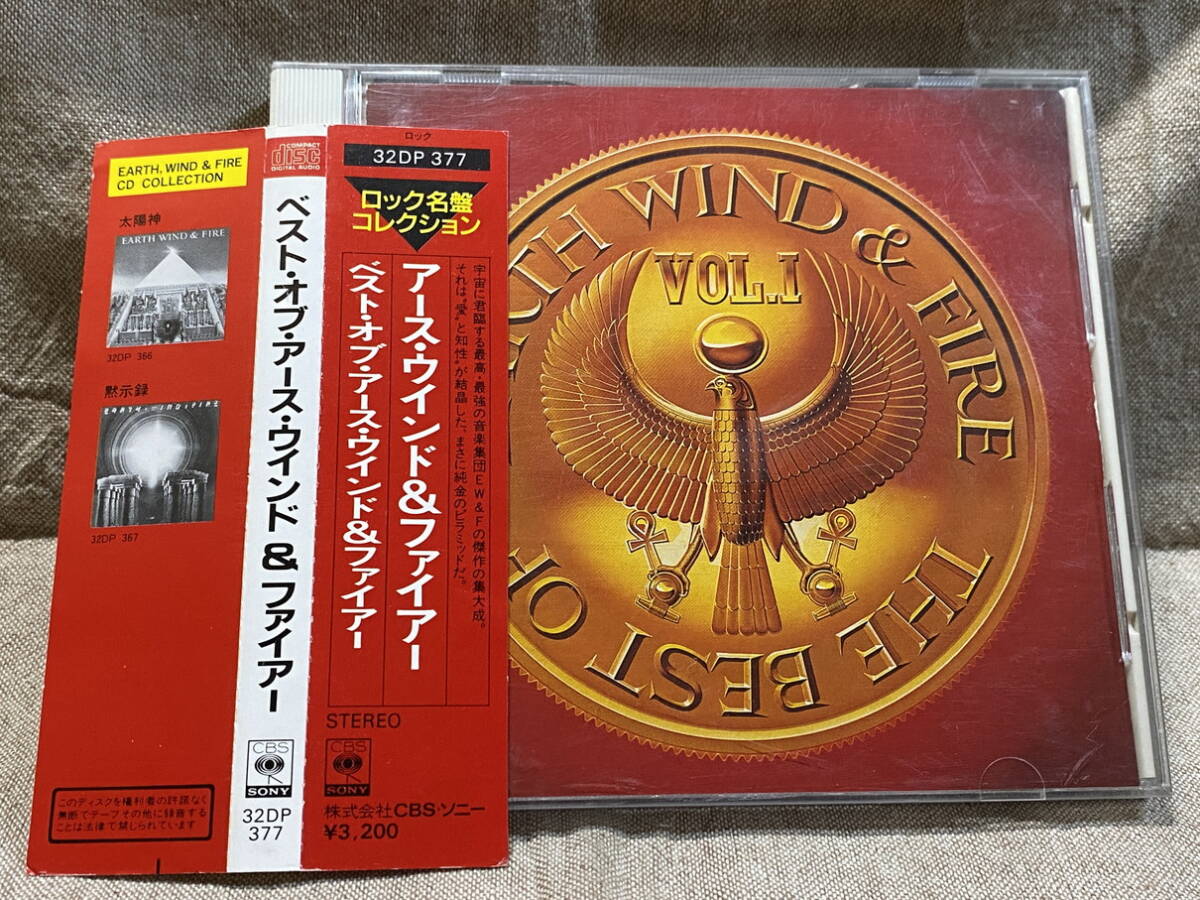 EARTH, WIND & FIRE
CD COLLECTION
太陽神
EARTH WIND & FIRE
32DP 366
黙示録
EARTH, WIND & FIRE
32DP 367
このディスクを権利者の許諾なく
無断でテープその他に録音する
ことは法律で禁じられています
COMPACT
disc
DIGITAL AUDIO
ベスト・オブ・アース・ウインド&ファイアー
CBS
SONY
32DP
377
ロック
32DP 377
ロック名盤
コレクション
宇宙に君臨する最高・最強の音楽集団EW&Fの傑作の集大成。
それは“愛”と“知性”が結晶した、まさに純金のピラミッドだ。
アース・ウインド&ファイアー
ベスト・オブ・アース・ウインド&ファイアー
STEREO
CBS
SONY
株式会社CBS・ソニー
¥3,200
WIND & FIRE
VOL.I
THE BEST OF